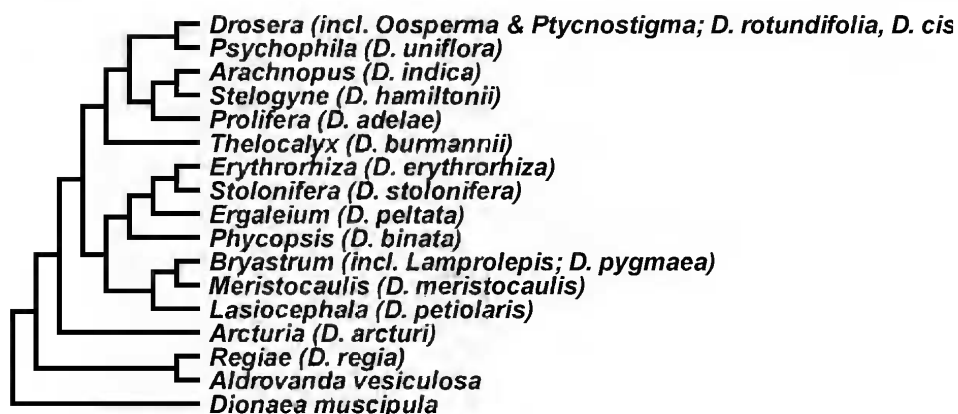 Drosera (incl. Oosperma & Ptycnostigma; D. rotundifolia, D. cis
Psychophila (D. uniflora)
Arachnopus (D. indica)
Stelogyne (D. hamiltonii)
Prolifera (D. adelae)
Thelocalyx (D. burmannii)
Erythrorhiza (D. erythrorhiza)
Stolonifera (D. stolonifera)
Ergaleium (D. peltata)
Phycopsis (D. binata)
Bryastrum (incl. Lamprolepis; D. pygmaea)
Meristocaulis (D. meristocaulis)
Lasiocephala (D. petiolaris)
Arcturia (D. arcturi)
Regiae (D. regia)
Aldrovanda vesiculosa
Dionaea muscipula